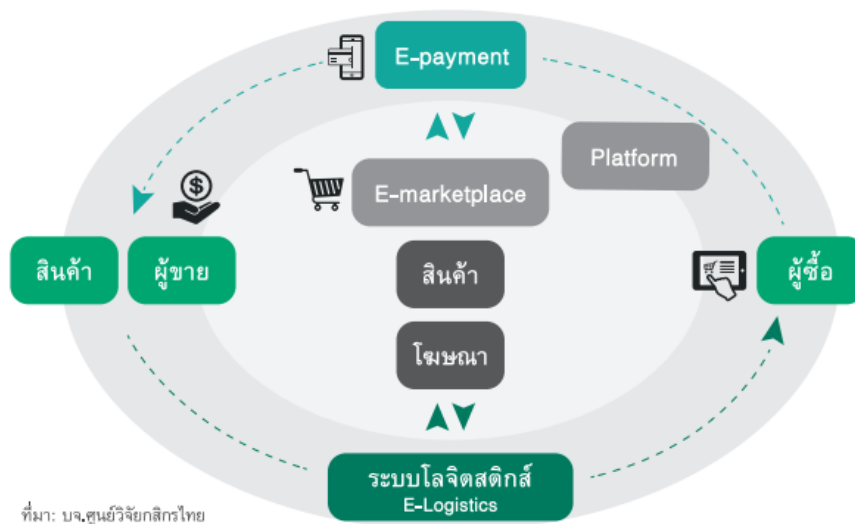 E-payment
Platform
E-marketplace
สินค้า
ผู้ขาย
สินค้า
ผู้ซื้อ
โฆษณา
ระบบโลจิตสติกส์
E-Logistics
ที่มา: บจ.ศูนย์วิจัยกสิกรไทย